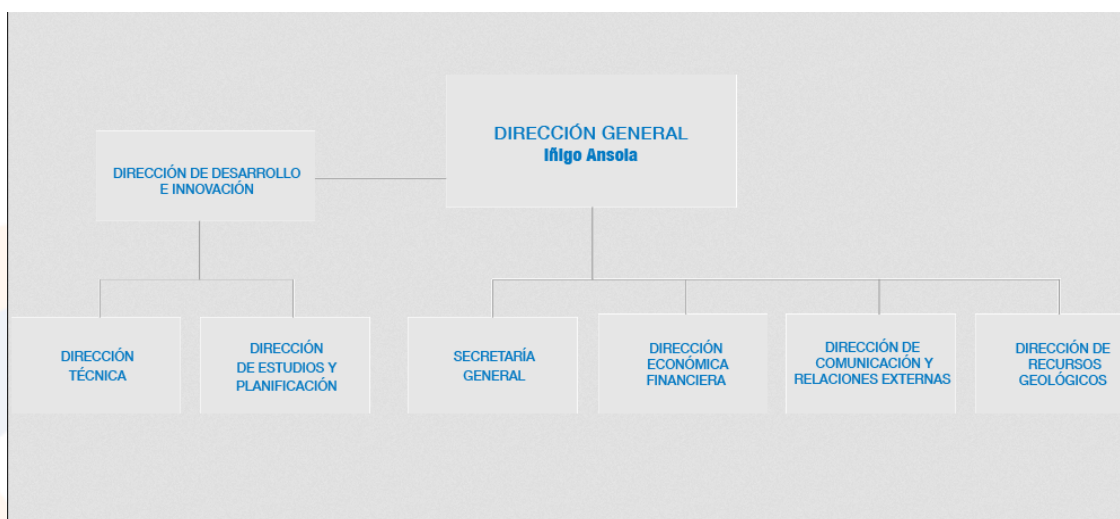 DIRECCIÓN GENERAL
Iñigo Ansola
DIRECCIÓN DE DESARROLLO
E INNOVACIÓN
DIRECCIÓN
TÉCNICA
DIRECCIÓN
DE ESTUDIOS Y
PLANIFICACIÓN
SECRETARÍA
GENERAL
DIRECCIÓN
ECONÓMICA
FINANCIERA
DIRECCIÓN DE
COMUNICACIÓN Y
RELACIONES EXTERNAS
DIRECCIÓN DE
RECURSOS
GEOLÓGICOS